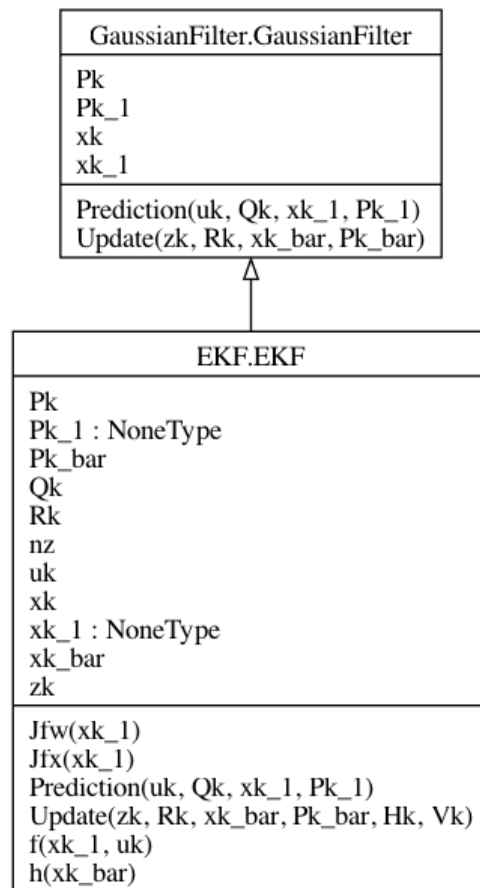 GaussianFilter.GaussianFilter
Pk
Pk_1
xk
xk_1
Prediction(uk, Qk, xk_1, Pk_1)
Update(zk, Rk, xk_bar, Pk_bar)
EKF.EKF
Pk
Pk_1 : NoneType
Pk_bar
Qk
Rk
nz
uk
xk
xk_1 : NoneType
xk_bar
zk
Jfw(xk_1)
Jfx(xk_1)
Prediction(uk, Qk, xk_1, Pk_1)
Update(zk, Rk, xk_bar, Pk_bar, Hk, Vk)
f(xk_1, uk)
h(xk_bar)